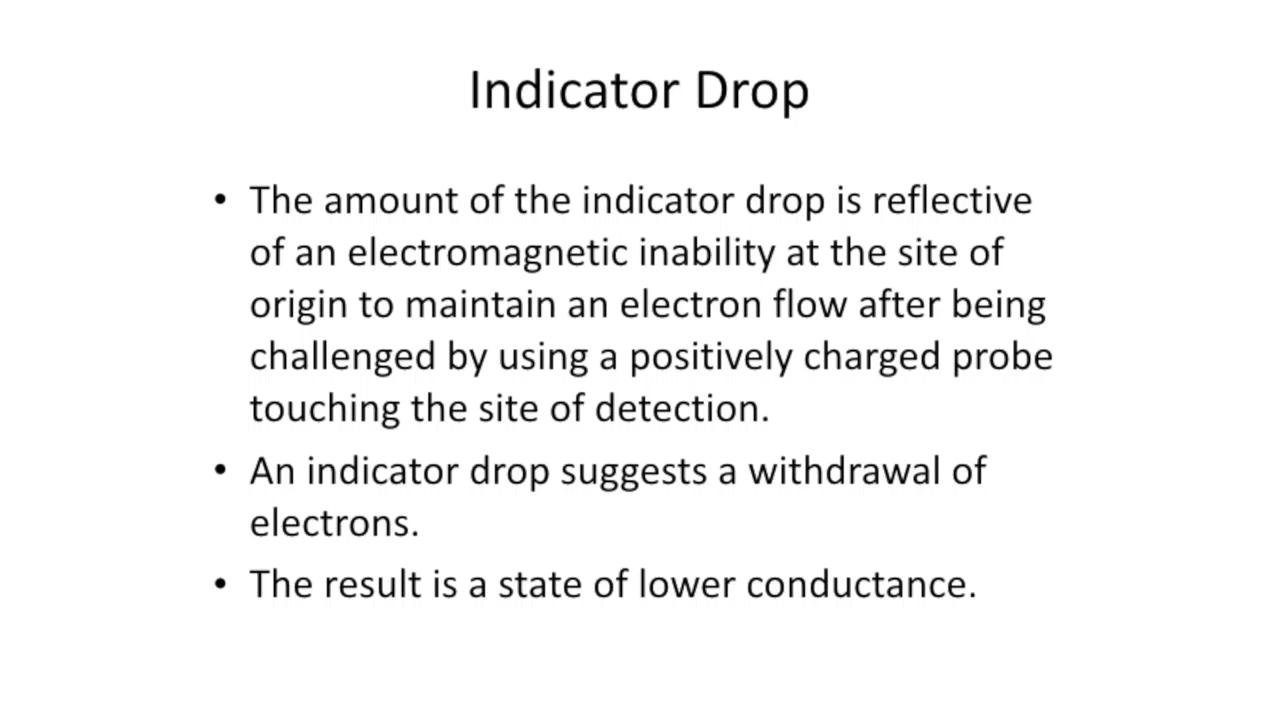 Indicator Drop
• The amount of the indicator drop is reflective
of an electromagnetic inability at the site of
origin to maintain an electron flow after being
challenged by using a positively charged probe
touching the site of detection.
• An indicator drop suggests a withdrawal of
electrons.
• The result is a state of lower conductance.